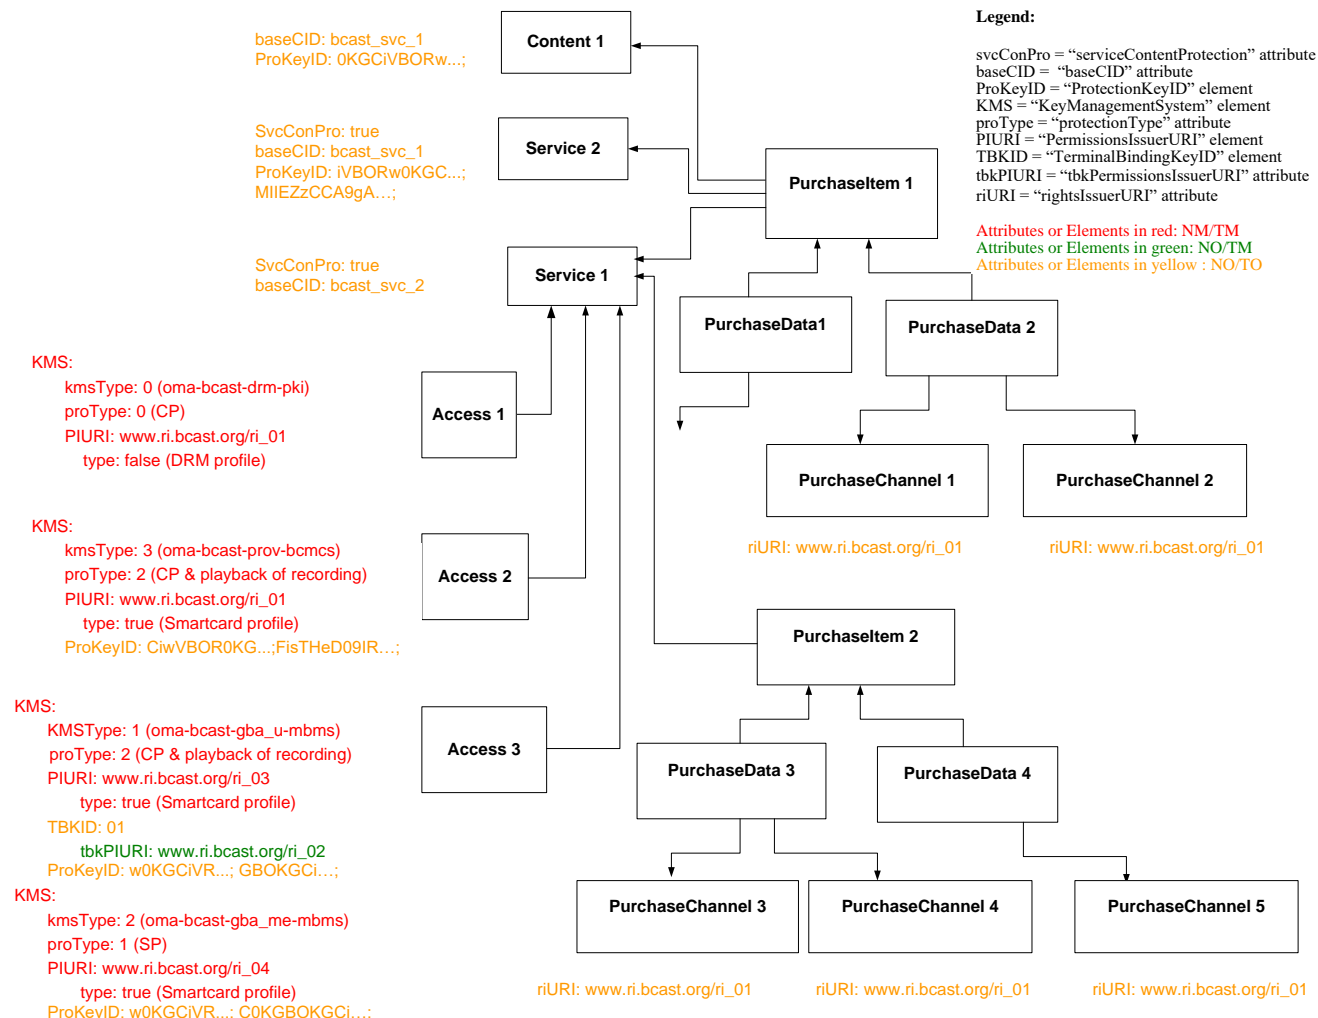 baseCID: bcast_svc_1
ProKeyID: 0KGCiVBORw...;
Content 1
Legend:
svcConPro = “serviceContentProtection” attribute
baseCID = “baseCID” attribute
ProKeyID = “ProtectionKeyID” element
KMS = “KeyManagementSystem” element
proType = “protectionType” attribute
PIURI = “PermissionsIssuerURI” element
TBKID = “TerminalBindingKeyID” element
tbkPIURI = “tbkPermissionsIssuerURI” attribute
riURI = “rightsIssuerURI” attribute
Attributes or Elements in red: NM/TM
Attributes or Elements in green: NO/TM
Attributes or Elements in yellow : NO/TO
SvcConPro: true
baseCID: bcast_svc_1
ProKeyID: iVBORw0KGC...;
MIIEZzCCA9gA…;
Service 2
PurchaseItem 1
SvcConPro: true
baseCID: bcast_svc_2
Service 1
PurchaseData1
PurchaseData 2
KMS:
kmsType: 0 (oma-bcast-drm-pki)
proType: 0 (CP)
PIURI: www.ri.bcast.org/ri_01
type: false (DRM profile)
Access 1
PurchaseChannel 1
PurchaseChannel 2
riURI: www.ri.bcast.org/ri_01
riURI: www.ri.bcast.org/ri_01
KMS:
kmsType: 3 (oma-bcast-prov-bcmcs)
proType: 2 (CP & playback of recording)
PIURI: www.ri.bcast.org/ri_01
type: true (Smartcard profile)
ProKeyID: CiwVBOR0KG...;FisTHeD09IR…;
Access 2
PurchaseItem 2
KMS:
KMSType: 1 (oma-bcast-gba_u-mbms)
proType: 2 (CP & playback of recording)
PIURI: www.ri.bcast.org/ri_03
type: true (Smartcard profile)
TBKID: 01
tbkPIURI: www.ri.bcast.org/ri_02
ProKeyID: w0KGCiVR...; GBOKGCi…;
Access 3
PurchaseData 3
PurchaseData 4
KMS:
kmsType: 2 (oma-bcast-gba_me-mbms)
proType: 1 (SP)
PIURI: www.ri.bcast.org/ri_04
type: true (Smartcard profile)
ProKeyID: w0KGCiVR...; C0KGBOKGCi…;
PurchaseChannel 3
PurchaseChannel 4
PurchaseChannel 5
riURI: www.ri.bcast.org/ri_01
riURI: www.ri.bcast.org/ri_01
riURI: www.ri.bcast.org/ri_01